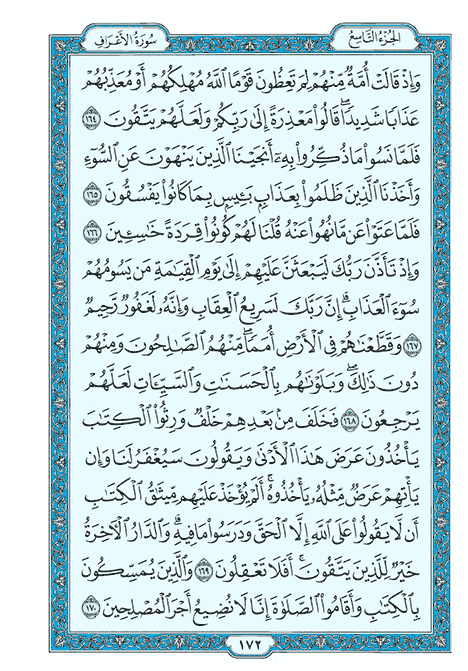 الجزء التاسع
سورة الأعراف
وَإِذْ قَالَتْ أُمَّةٌ مِّنْهُمْ لِمَ تَعِظُونَ قَوْمًا ٱللَّهُ مُهْلِكُهُمْ أَوْ مُعَذِّبُهُمْ
عَذَابًا شَدِيدًا ۖ قَالُوا۟ مَعْذِرَةً إِلَىٰ رَبِّكُمْ وَلَعَلَّهُمْ يَتَّقُونَ ١٦٤
فَلَمَّا نَسُوا۟ مَا ذُكِّرُوا۟ بِهِۦٓ أَنجَيْنَا ٱلَّذِينَ يَنْهَوْنَ عَنِ ٱلسُّوٓءِ
وَأَخَذْنَا ٱلَّذِينَ ظَلَمُوا۟ بِعَذَابٍۭ بَـِٔيسٍۭ بِمَا كَانُوا۟ يَفْسُقُونَ ١٦٥
فَلَمَّا عَتَوْا۟ عَن مَّا نُهُوا۟ عَنْهُ قُلْنَا لَهُمْ كُونُوا۟ قِرَدَةً خَـٰسِـِٔينَ ١٦٦
وَإِذْ تَأَذَّنَ رَبُّكَ لَيَبْعَثَنَّ عَلَيْهِمْ إِلَىٰ يَوْمِ ٱلْقِيَـٰمَةِ مَن يَسُومُهُمْ
سُوٓءَ ٱلْعَذَابِ ۗ إِنَّ رَبَّكَ لَسَرِيعُ ٱلْعِقَابِ ۖ وَإِنَّهُۥ لَغَفُورٌ رَّحِيمٌ
١٦٧ وَقَطَّعْنَـٰهُمْ فِى ٱلْأَرْضِ أُمَمًا ۖ مِّنْهُمُ ٱلصَّـٰلِحُونَ وَمِنْهُمْ
دُونَ ذَٰلِكَ ۖ وَبَلَوْنَـٰهُم بِٱلْحَسَنَـٰتِ وَٱلسَّيِّـَٔاتِ لَعَلَّهُمْ
يَرْجِعُونَ ١٦٨ فَخَلَفَ مِنۢ بَعْدِهِمْ خَلْفٌ وَرِثُوا۟ ٱلْكِتَـٰبَ
يَأْخُذُونَ عَرَضَ هَـٰذَا ٱلْأَدْنَىٰ وَيَقُولُونَ سَيُغْفَرُ لَنَا وَإِن
يَأْتِهِمْ عَرَضٌ مِّثْلُهُۥ يَأْخُذُوهُ ۚ أَلَمْ يُؤْخَذْ عَلَيْهِم مِّيثَـٰقُ ٱلْكِتَـٰبِ
أَن لَّا يَقُولُوا۟ عَلَى ٱللَّهِ إِلَّا ٱلْحَقَّ وَدَرَسُوا۟ مَا فِيهِ ۗ وَٱلدَّارُ ٱلْـَٔاخِرَةُ
خَيْرٌ لِّلَّذِينَ يَتَّقُونَ ۗ أَفَلَا تَعْقِلُونَ ١٦٩ وَٱلَّذِينَ يُمَسِّكُونَ
بِٱلْكِتَـٰبِ وَأَقَامُوا۟ ٱلصَّلَوٰةَ إِنَّا لَا نُضِيعُ أَجْرَ ٱلْمُصْلِحِينَ ١٧٠
١٧٢